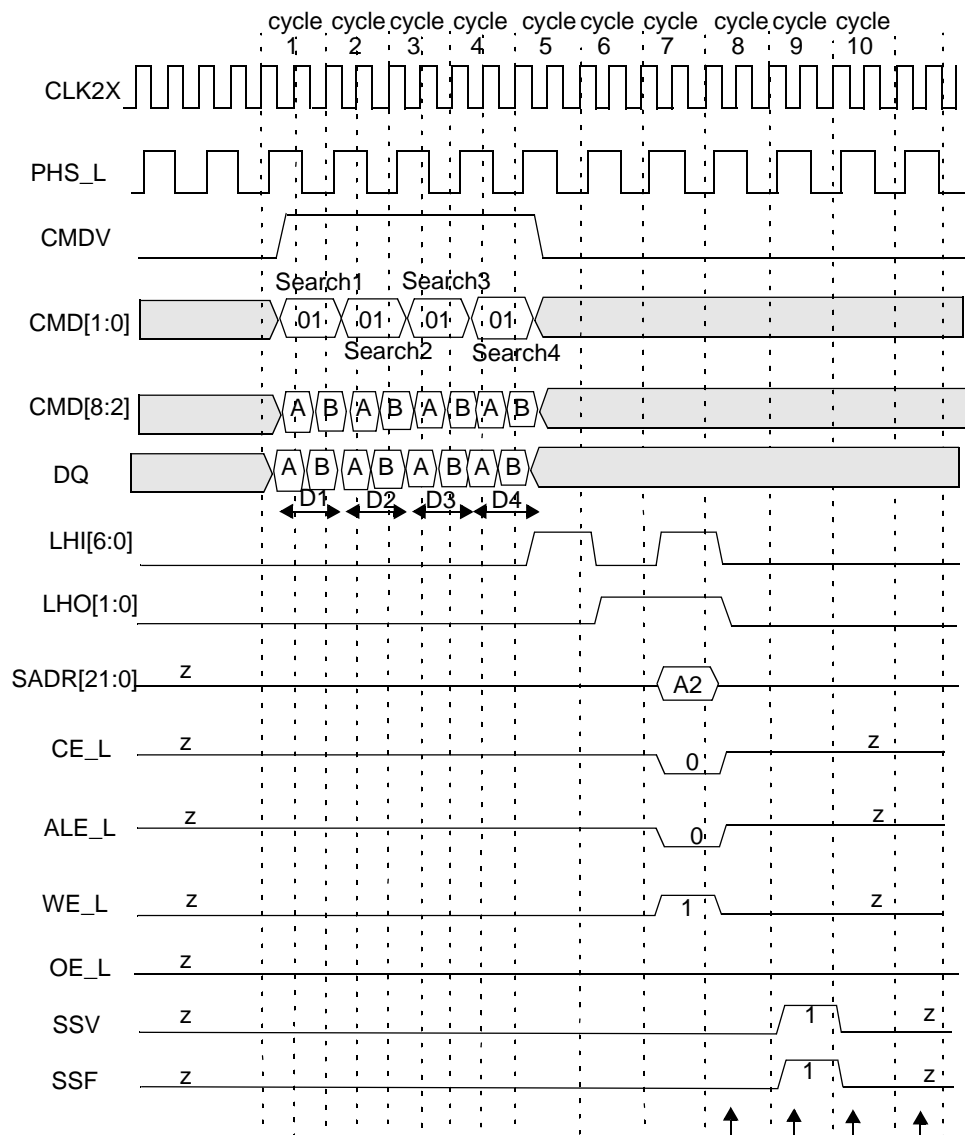 cycle cycle cycle cycle cycle cycle cycle cycle cycle cycle
1 2 3 4 5 6 7 8 9 10
CLK2X
PHS_L
CMDV
Search1 Search3
CMD[1:0] 01 01 01 01
Search2 Search4
CMD[8:2] A B A B A B A B
DQ A B A B A B A B
D1 D2 D3 D4
LHI[6:0]
LHO[1:0]
SADR[21:0] z A2
CE_L z 0 z
ALE_L z 0 z
WE_L z 1 z
OE_L z
SSV z 1 z
SSF z 1 z